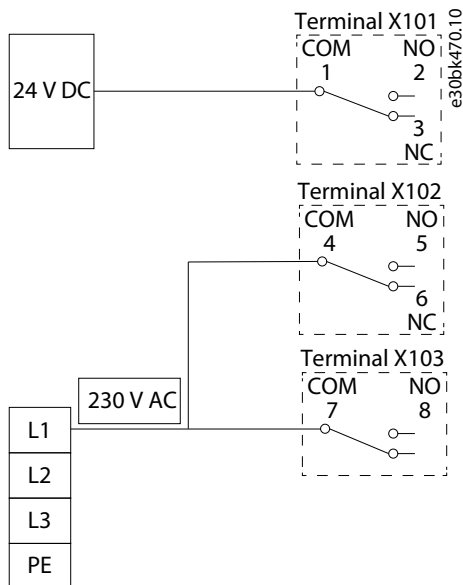 Terminal X101
COM NO
1 2
24 V DC
3
NC
e30bk470.10
Terminal X102
COM NO
4 5
6
NC
Terminal X103
230 V AC
COM NO
7 8
L1
L2
L3
PE